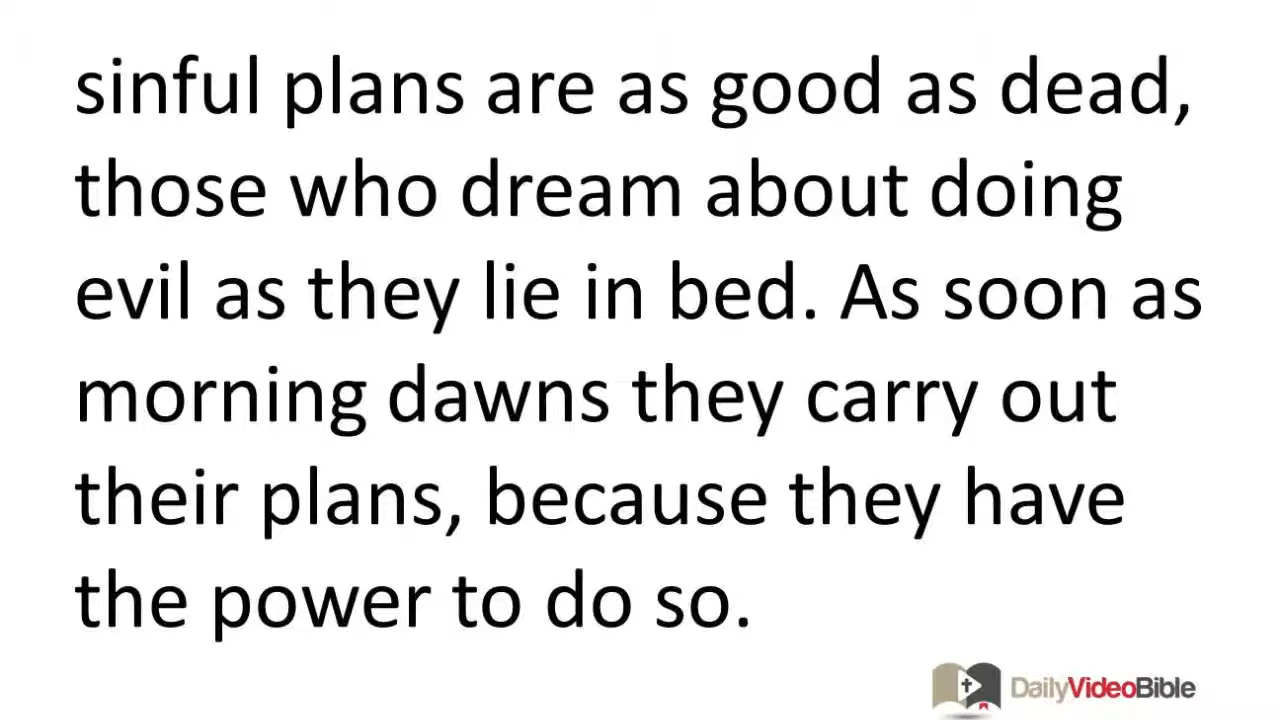 sinful plans are as good as dead,
those who dream about doing
evil as they lie in bed. As soon as
morning dawns they carry out
their plans, because they have
the power to do so.
DailyVideoBible